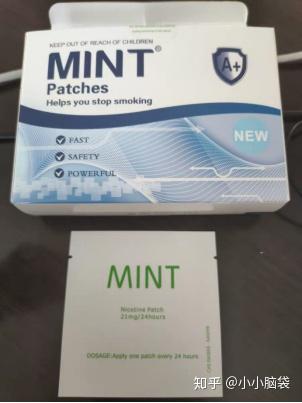 KEEP OUT OF REACH OF CHILDREN
MINT®
Patches
Helps you stop smoking
A+
FAST
SAFETY
POWERFUL
NEW
MINT
Nicotine Patch
21mg/24hours
DOSAGE:Apply one patch every 24 hours
知乎 @小小脑袋